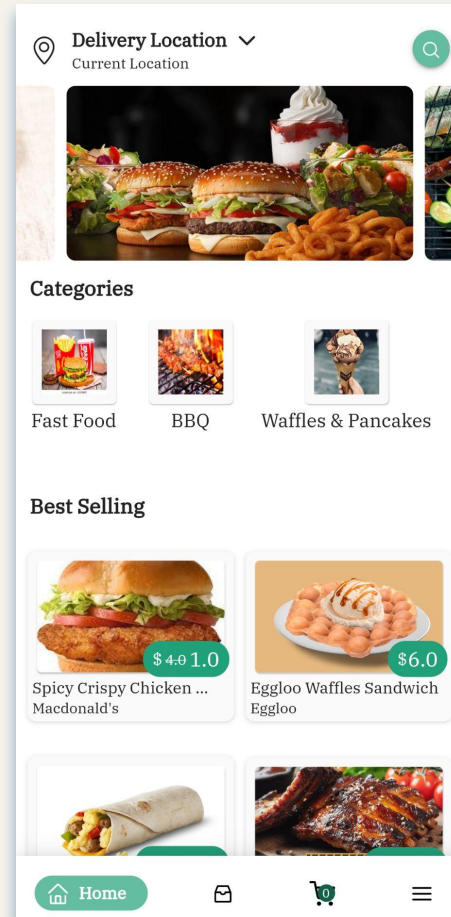 Delivery Location
Current Location
Categories
Fast Food
BBQ
Waffles & Pancakes
Best Selling
$ 4.0 1.0
$6.0
Spicy Crispy Chicken ...
Macdonald's
Eggloo Waffles Sandwich
Eggloo
Home
0